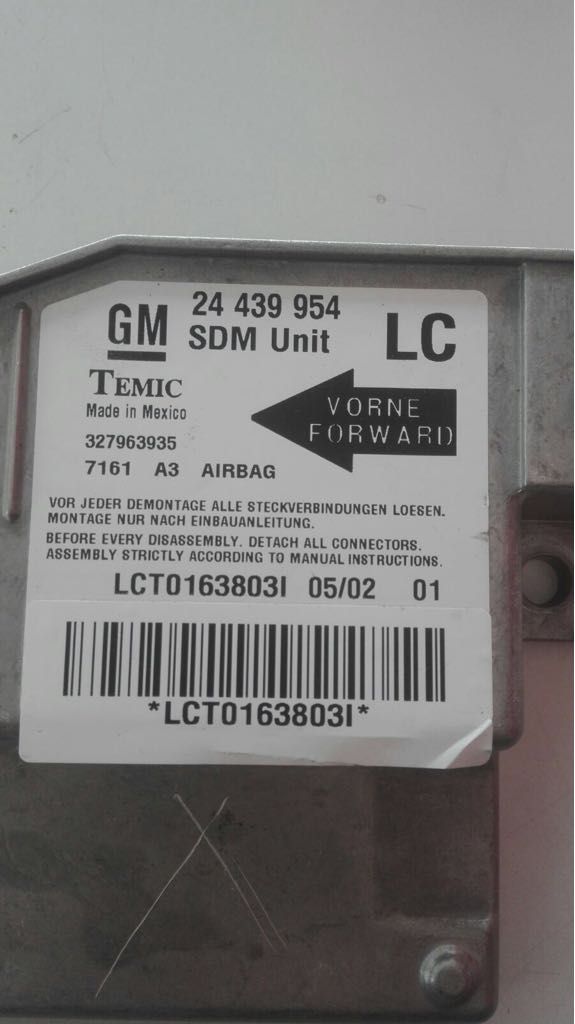 GM 24 439 954 LC
SDM Unit
TEMIC
Made in Mexico
VORNE
FORWARD
327963935
7161 A3 AIRBAG
VOR JEDER DEMONTAGE ALLE STECKVERBINDUNGEN LOESEN.
MONTAGE NUR NACH EINBAUANLEITUNG.
BEFORE EVERY DISASSEMBLY. DETACH ALL CONNECTORS.
ASSEMBLY STRICTLY ACCORDING TO MANUAL INSTRUCTIONS.
LCT0163803I 05/02 01
*LCT0163803I*